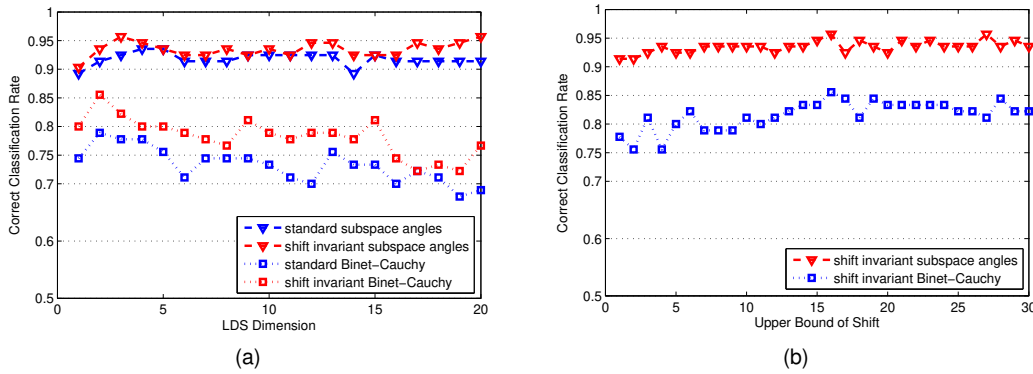 1
0.95
0.9
0.85
0.8
0.75
0.7
0.6
0.5
0 5 10 15 20
Correct Classification Rate
LDS Dimension
standard subspace angles
shift invariant subspace angles
standard Binet-Cauchy
shift invariant Binet-Cauchy
(a)
1
0.95
0.9
0.85
0.8
0.75
0.7
0.6
0.5
0 5 10 15 20 25 30
Correct Classification Rate
Upper Bound of Shift
shift invariant subspace angles
shift invariant Binet-Cauchy
(b)